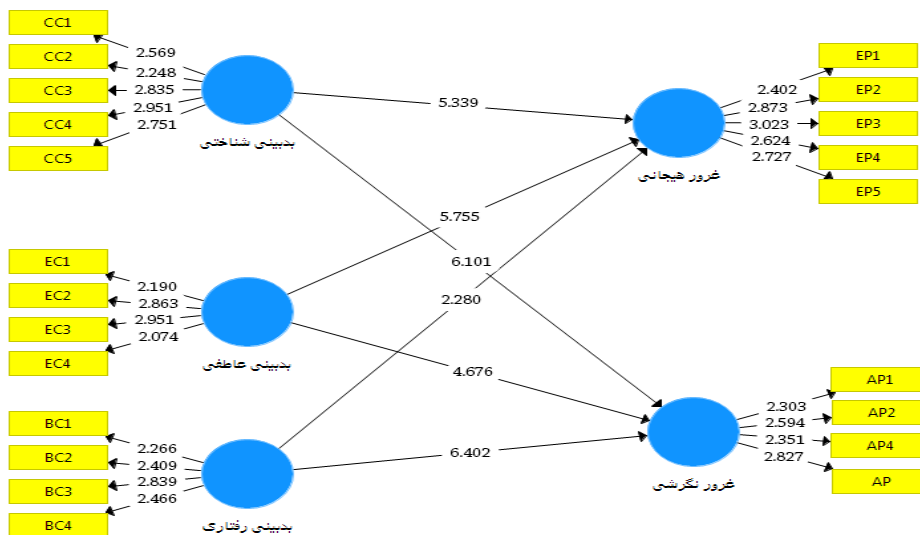 CC1
CC2
CC3
CC4
CC5
2.569
2.248
2.835
2.951
2.751
بدبینی شناختی
EC1
EC2
EC3
EC4
2.190
2.863
2.951
2.074
بدبینی عاطفی
BC1
BC2
BC3
BC4
2.266
2.409
2.839
2.466
بدبینی رفتاری
5.339
5.755
6.101
2.280
4.676
6.402
EP1
EP2
EP3
EP4
EP5
2.402
2.873
3.023
2.624
2.727
غرور هیجانی
AP1
AP2
AP4
AP
2.303
2.594
2.351
2.827
غرور نگرشی